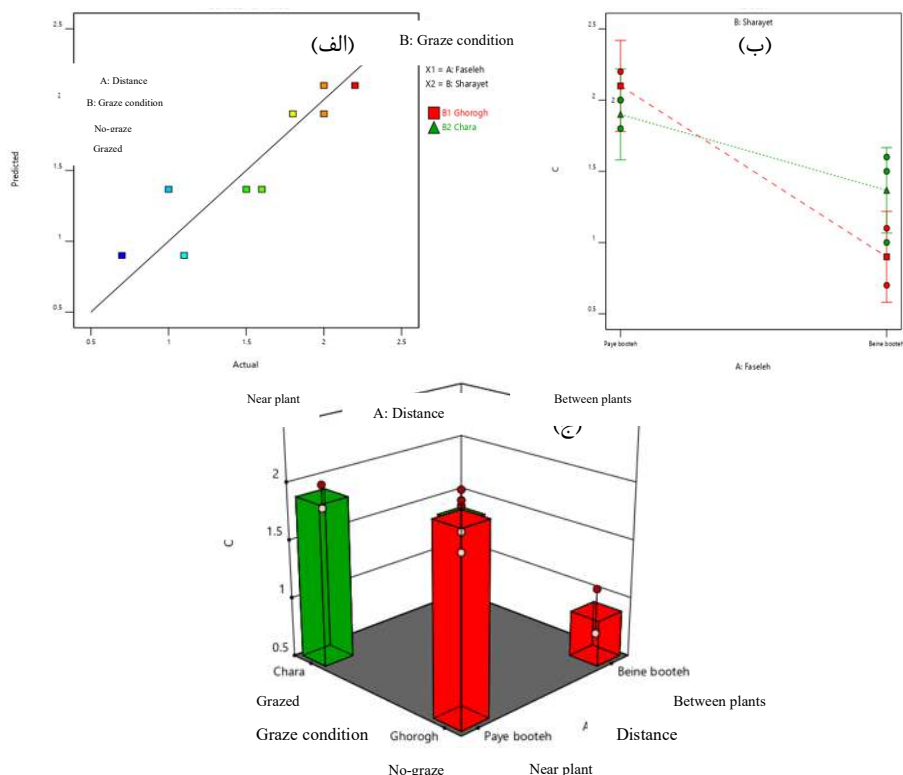 (الف)
2.5
2
1.5
1
0.5
Predicted
A: Distance
B: Graze condition
No-graze
Grazed
0.5 1 1.5 2 2.5
Actual
B: Graze condition
X1 = A: Faseleh
X2 = B: Sharayet
B1 Ghorogh
B2 Chara
B: Sharayet
(ب)
2.5
2
1.5
1
0.5
C
Paye booteh Beine booteh
A: Faseleh
Near plant
A: Distance
Between plants
(ج)
2
1.5
1
0.5
C
Chara
Grazed
Graze condition
Ghorogh
No-graze
Paye booteh
Near plant
Beine booteh
Between plants
Distance